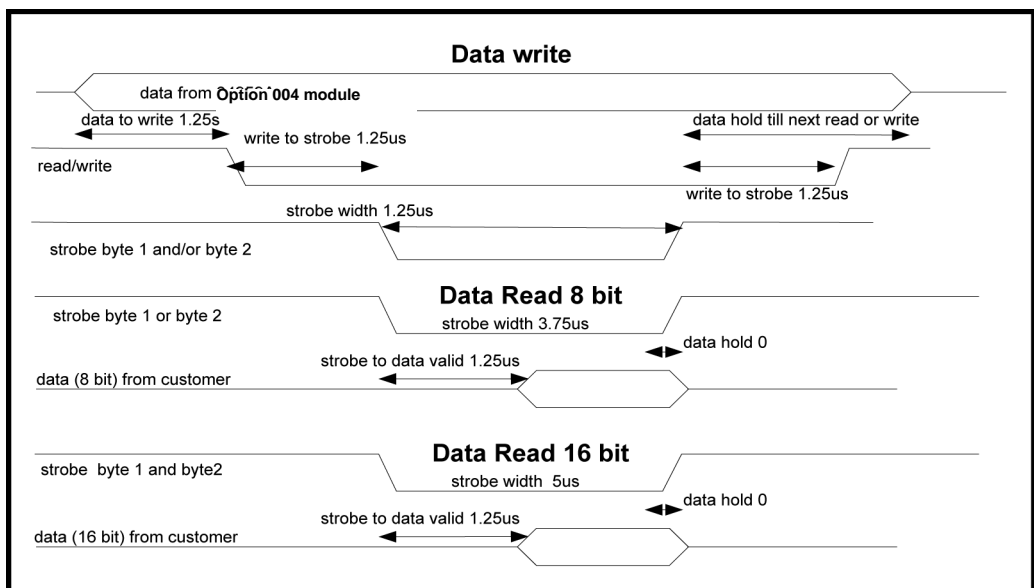 Data write
data from Option 004 module
data to write 1.25s
data hold till next read or write
write to strobe 1.25us
read/write
write to strobe 1.25us
strobe width 1.25us
strobe byte 1 and/or byte 2
Data Read 8 bit
strobe byte 1 or byte 2
strobe width 3.75us
data hold 0
strobe to data valid 1.25us
data (8 bit) from customer
Data Read 16 bit
strobe  byte 1 and byte2
strobe width  5us
data hold 0
strobe to data valid 1.25us
data (16 bit) from customer